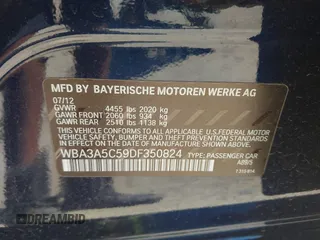 MFD BY BAYERISCHE MOTOREN WERKE AG
07/12
GVWR 4455 lbs 2020 kg
GAWR FRONT 2060 lbs 934 kg
GAWR REAR 2510 lbs 1138 kg
THIS VEHICLE CONFORMS TO ALL APPLICABLE
FEDERAL MOTOR VEHICLE SAFETY, BUMPER,
AND THEFT PREVENTION STANDARDS IN EFFECT
ON THE DATE OF MANUFACTURE SHOWN ABOVE.
WBA3A5C59DF350824 TYPE: PASSENGER CAR
DREAMBID